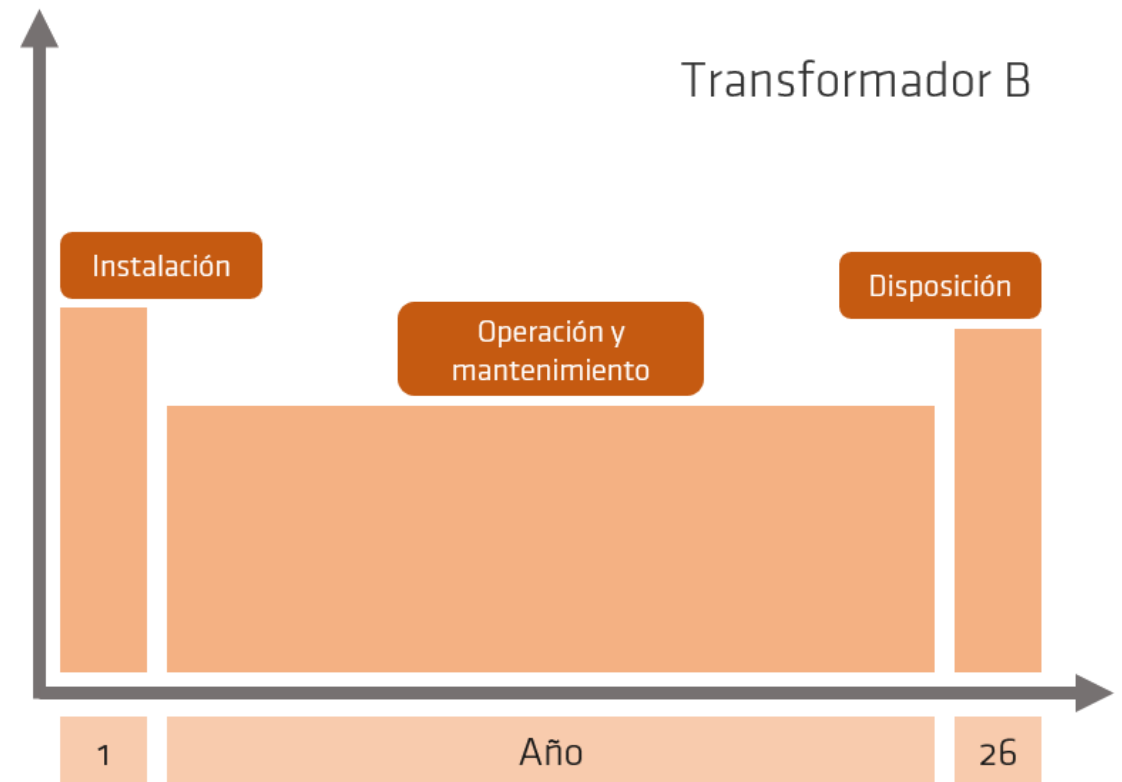 Transformador B
Instalación
Disposición
Operación y
mantenimiento
1
Año
26